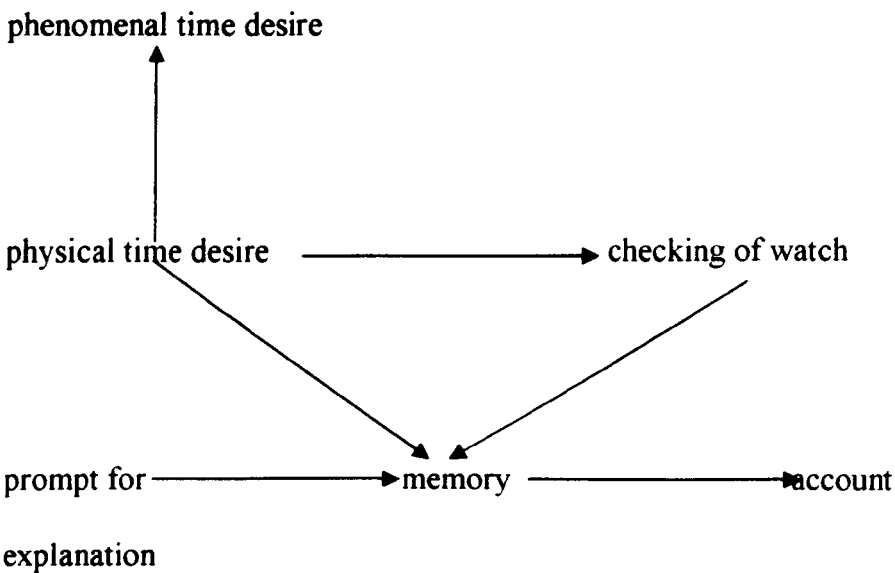 phenomenal time desire
physical time desire checking of watch
prompt for memory account
explanation